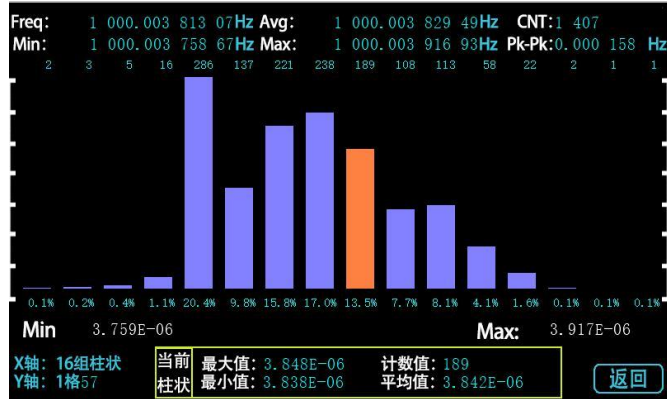 Freq: 1 000.003 813 07Hz Avg: 1 000.003 829 49Hz CNT:1 407
Min: 1 000.003 758 67Hz Max: 1 000.003 916 93Hz Pk-Pk:0.000 158 Hz
2 3 5 16 286 137 221 238 189 108 113 58 22 2 1 1
0.1% 0.2% 0.4% 1.1% 20.4% 9.8% 15.8% 17.0% 13.5% 7.7% 8.1% 4.1% 1.6% 0.1% 0.1% 0.1%
Min 3.759E-06 Max: 3.917E-06
X轴: 16组柱状 当前 最大值: 3.848E-06 计数值: 189
Y轴: 1格57 柱状 最小值: 3.838E-06 平均值: 3.842E-06 返回